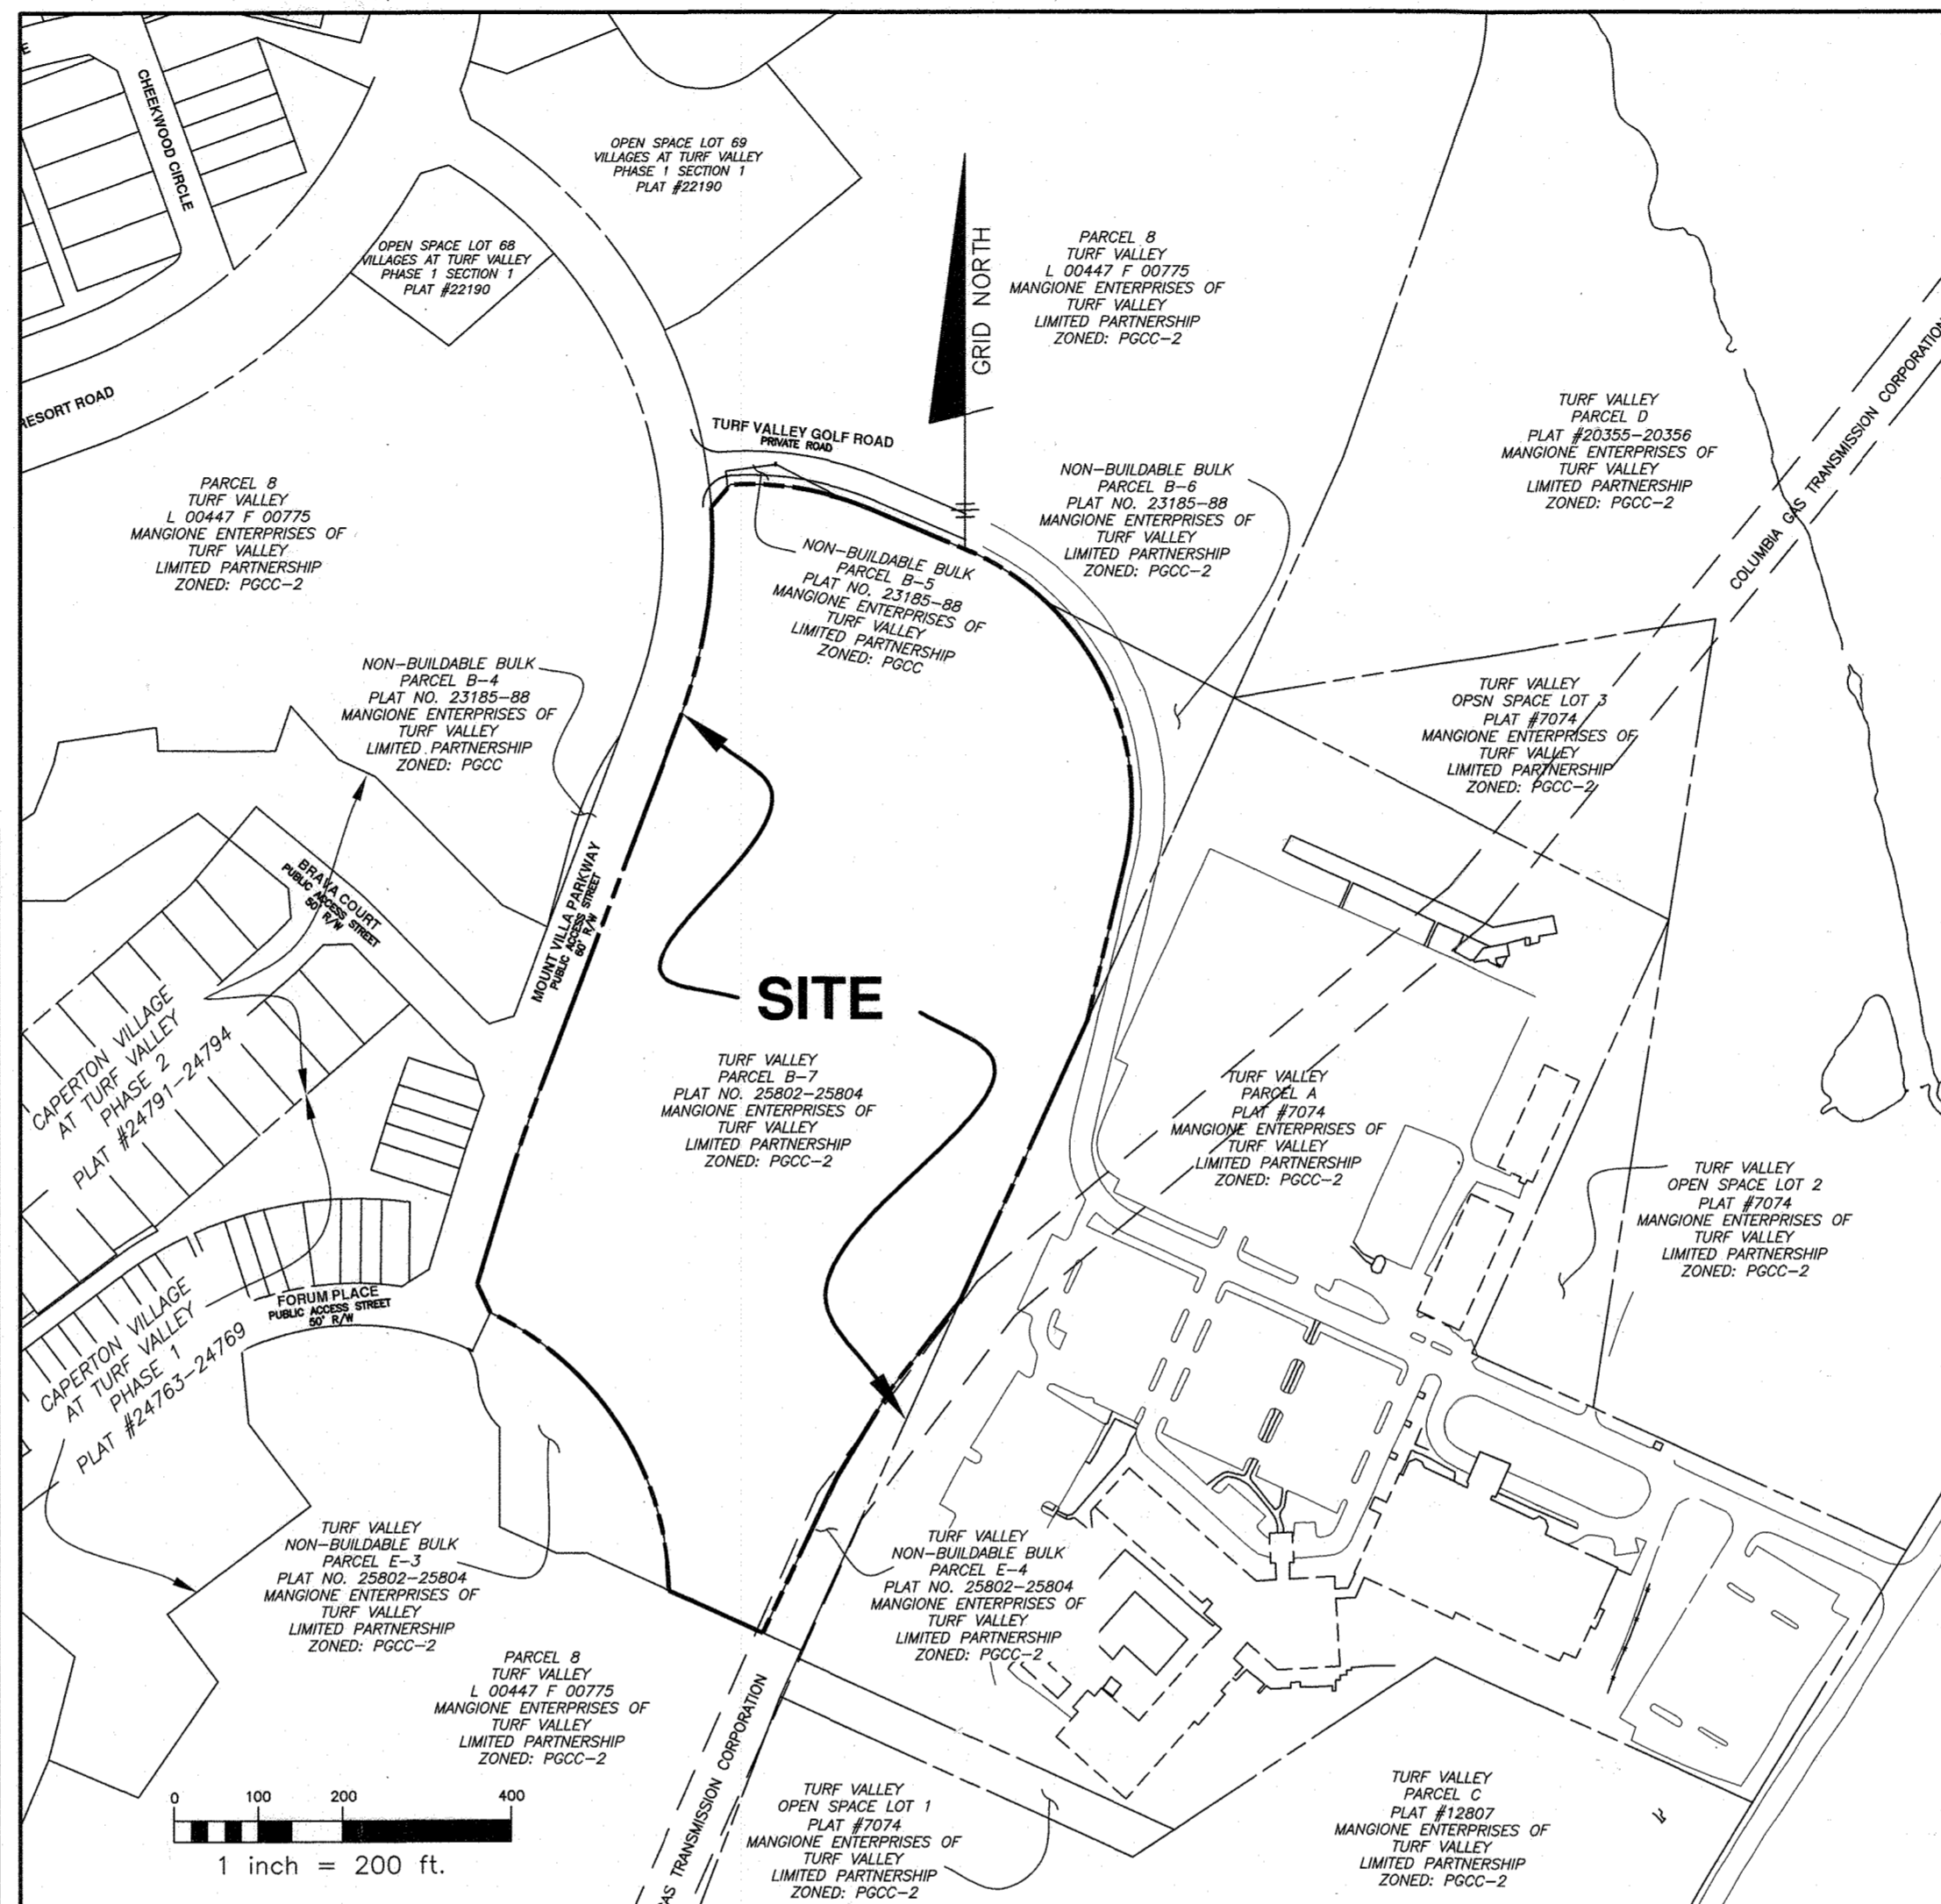 E
CHEEKWOOD CIRCLE
OPEN SPACE LOT 69
VILLAGES AT TURF VALLEY
PHASE 1 SECTION 1
PLAT #22190
OPEN SPACE LOT 68
VILLAGES AT TURF VALLEY
PHASE 1 SECTION 1
PLAT #22190
GRID NORTH
PARCEL 8
TURF VALLEY
L 00447 F 00775
MANGIONE ENTERPRISES OF
TURF VALLEY
LIMITED PARTNERSHIP
ZONED: PGCC-2
RESORT ROAD
TURF VALLEY GOLF ROAD
PRIVATE ROAD
TURF VALLEY
PARCEL D
PLAT #20355-20356
MANGIONE ENTERPRISES OF
TURF VALLEY
LIMITED PARTNERSHIP
ZONED: PGCC-2
COLUMBIA GAS TRANSMISSION CORPORATION
PARCEL 8
TURF VALLEY
L 00447 F 00775
MANGIONE ENTERPRISES OF
TURF VALLEY
LIMITED PARTNERSHIP
ZONED: PGCC-2
NON-BUILDABLE BULK
PARCEL B-6
PLAT NO. 23185-88
MANGIONE ENTERPRISES OF
TURF VALLEY
LIMITED PARTNERSHIP
ZONED: PGCC-2
NON-BUILDABLE BULK
PARCEL B-5
PLAT NO. 23185-88
MANGIONE ENTERPRISES OF
TURF VALLEY
LIMITED PARTNERSHIP
ZONED: PGCC
NON-BUILDABLE BULK
PARCEL B-4
PLAT NO. 23185-88
MANGIONE ENTERPRISES OF
TURF VALLEY
LIMITED PARTNERSHIP
ZONED: PGCC
TURF VALLEY
OPSN SPACE LOT 3
PLAT #7074
MANGIONE ENTERPRISES OF
TURF VALLEY
LIMITED PARTNERSHIP
ZONED: PGCC-2
BRAVA COURT
PUBLIC ACCESS STREET
50' R/W
MOUNT VILLA PARKWAY
PUBLIC ACCESS STREET
60' R/W
SITE
TURF VALLEY
PARCEL B-7
PLAT NO. 25802-25804
MANGIONE ENTERPRISES OF
TURF VALLEY
LIMITED PARTNERSHIP
ZONED: PGCC-2
TURF VALLEY
PARCEL A
PLAT #7074
MANGIONE ENTERPRISES OF
TURF VALLEY
LIMITED PARTNERSHIP
ZONED: PGCC-2
CAPERTON VILLAGE
AT TURF VALLEY
PHASE 2
PLAT #24791-24794
TURF VALLEY
OPEN SPACE LOT 2
PLAT #7074
MANGIONE ENTERPRISES OF
TURF VALLEY
LIMITED PARTNERSHIP
ZONED: PGCC-2
FORUM PLACE
PUBLIC ACCESS STREET
50' R/W
CAPERTON VILLAGE
AT TURF VALLEY
PHASE 1
PLAT #24763-24769
TURF VALLEY
NON-BUILDABLE BULK
PARCEL E-3
PLAT NO. 25802-25804
MANGIONE ENTERPRISES OF
TURF VALLEY
LIMITED PARTNERSHIP
ZONED: PGCC-2
TURF VALLEY
NON-BUILDABLE BULK
PARCEL E-4
PLAT NO. 25802-25804
MANGIONE ENTERPRISES OF
TURF VALLEY
LIMITED PARTNERSHIP
ZONED: PGCC-2
PARCEL 8
TURF VALLEY
L 00447 F 00775
MANGIONE ENTERPRISES OF
TURF VALLEY
LIMITED PARTNERSHIP
ZONED: PGCC-2
GAS TRANSMISSION CORPORATION
TURF VALLEY
OPEN SPACE LOT 1
PLAT #7074
MANGIONE ENTERPRISES OF
TURF VALLEY
LIMITED PARTNERSHIP
ZONED: PGCC-2
TURF VALLEY
PARCEL C
PLAT #12807
MANGIONE ENTERPRISES OF
TURF VALLEY
LIMITED PARTNERSHIP
ZONED: PGCC-2
0 100 200 400
1 inch = 200 ft.